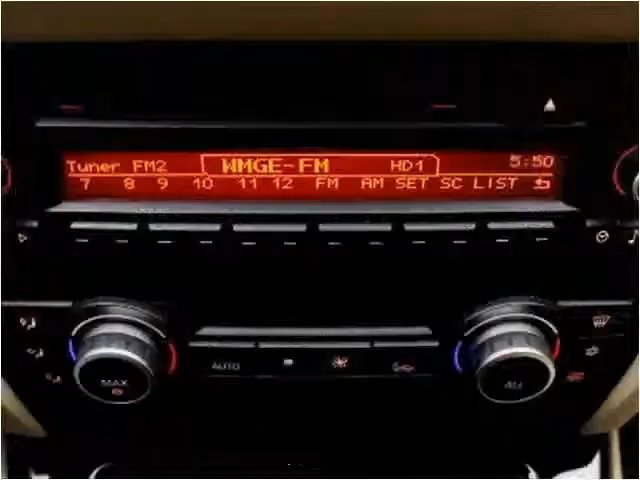 Tuner FM2 WMGE-FM HD1 5:50
7 8 9 10 11 12 FM AM SET SC LIST
MAX AUTO